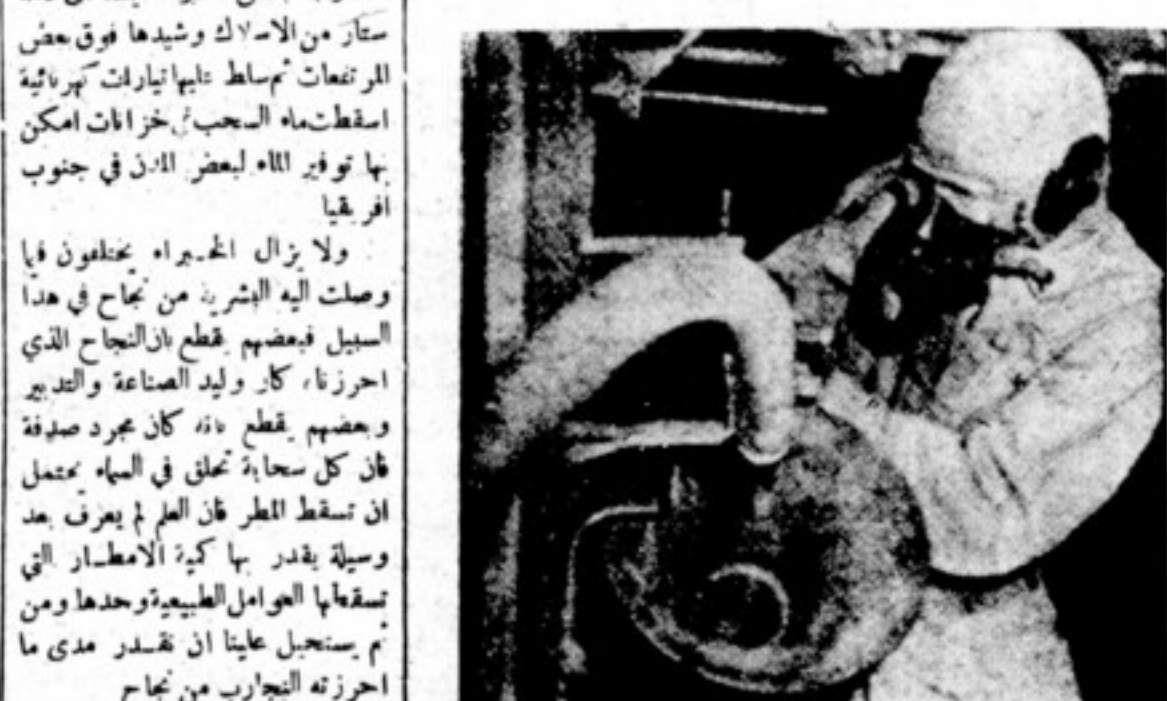 ستار من الاسلاك وشيدها فوق بعض
المرتفعات ثم سلط عليها تيارات كهربائية
اسقطت ماء السحب في خزانات امكن
بها توفير الماء لبعض المدن في جنوب
افريقيا
ولا يزال الخبراء يختلفون فيما
وصلت اليه البشرية من نجاح في هذا
السبيل فبعضهم يقطع بان النجاح الذي
احرزناه كان وليد الصناعة والتدبير
وبعضهم يقطع بانه كان مجرد صدفة
فان كل سحابة تحلق في السماء يحتمل
ان تسقط المطر فان العلم لم يعرف بعد
وسيلة يقدر بها كمية الامطار التي
تسقطها العوامل الطبيعية وحدها ومن
ثم يستحيل علينا ان نقدر مدى ما
احرزته التجارب من نجاح